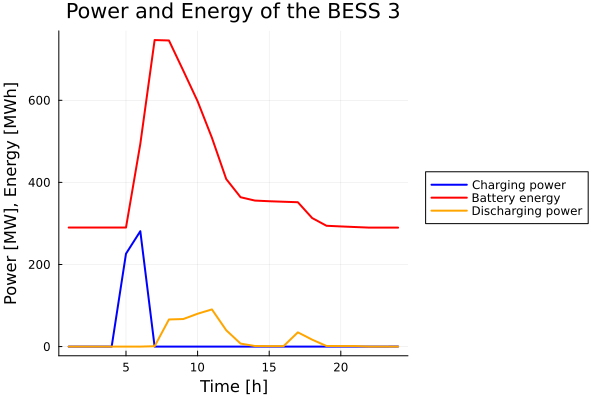 Power and Energy of the BESS 3
Power [MW], Energy [MWh]
600
400
200
0
5
10
15
20
Time [h]
Charging power
Battery energy
Discharging power